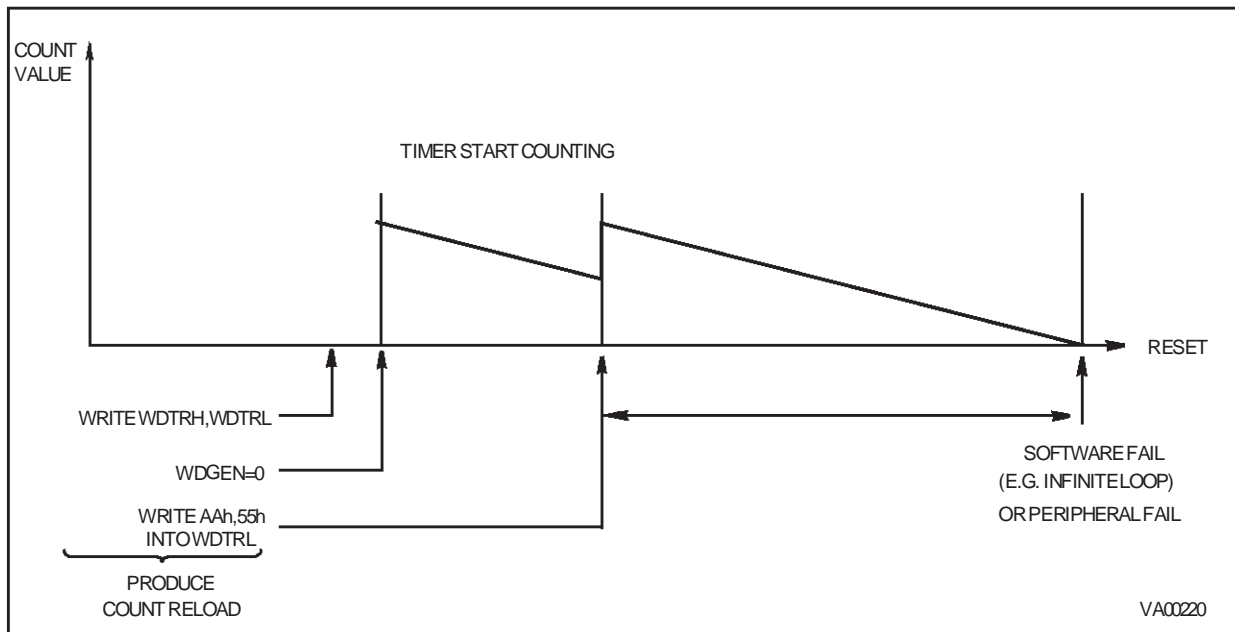 COUNT
VALUE
TIMER START COUNTING
RESET
WRITE WDTRH,WDTRL
WDGEN=0
WRITE AAh,55h
INTO WDTRL
PRODUCE
COUNT RELOAD
SOFTWARE FAIL
(E.G. INFINITE LOOP)
OR PERIPHERAL FAIL
VA00220